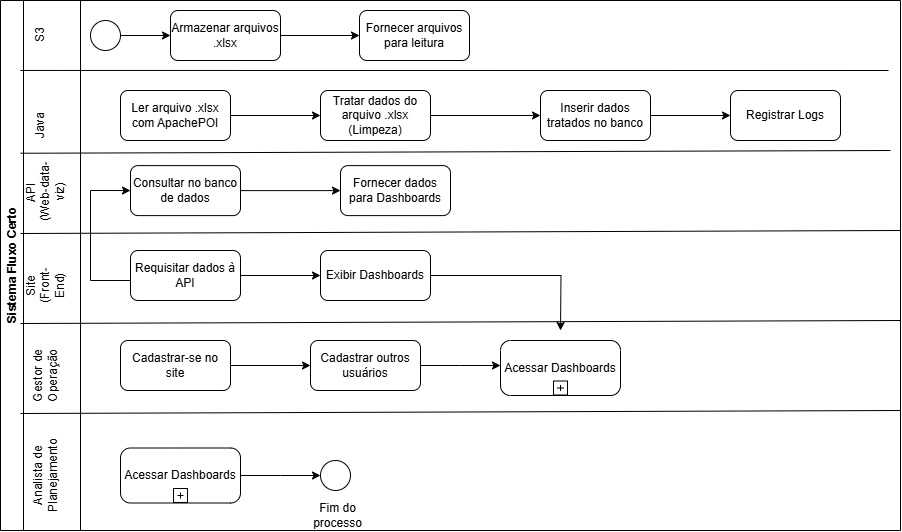 Sistema Fluxo Certo
S3
Armazenar arquivos
.xlsx
Fornecer arquivos
para leitura
Java
Ler arquivo .xlsx
com ApachePOI
Tratar dados do
arquivo .xlsx
(Limpeza)
Inserir dados
tratados no banco
Registrar Logs
API
(Web-data-
viz)
Consultar no banco
de dados
Fornecer dados
para Dashboards
Site
(Front-
End)
Requisitar dados à
API
Exibir Dashboards
Gestor de
Operação
Cadastrar-se no
site
Cadastrar outros
usuários
Acessar Dashboards
Analista de
Planejamento
Acessar Dashboards
Fim do
processo